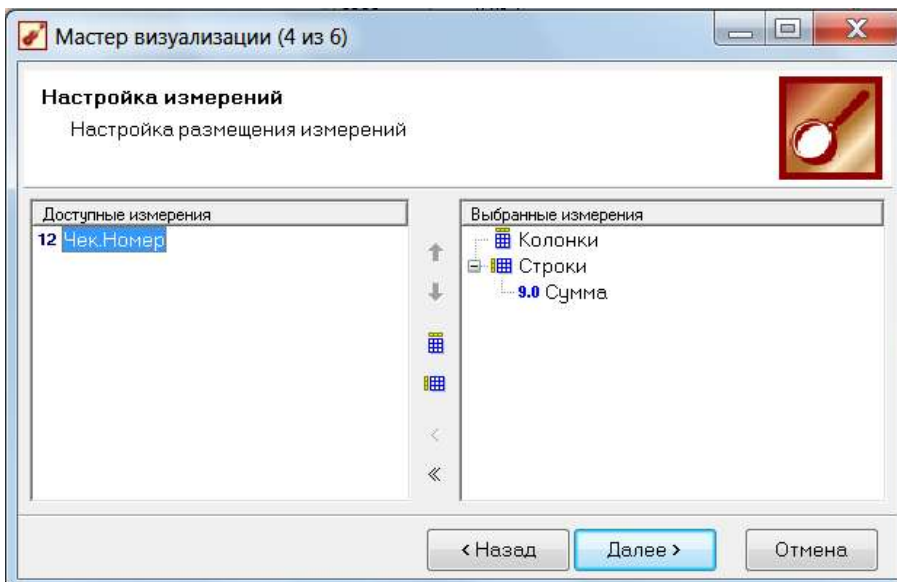 Мастер визуализации (4 из 6)
Настройка измерений
Настройка размещения измерений
Доступные измерения
12 Чек.Номер
Выбранные измерения
Колонки
Строки
9.0 Сумма
< Назад
Далее >
Отмена